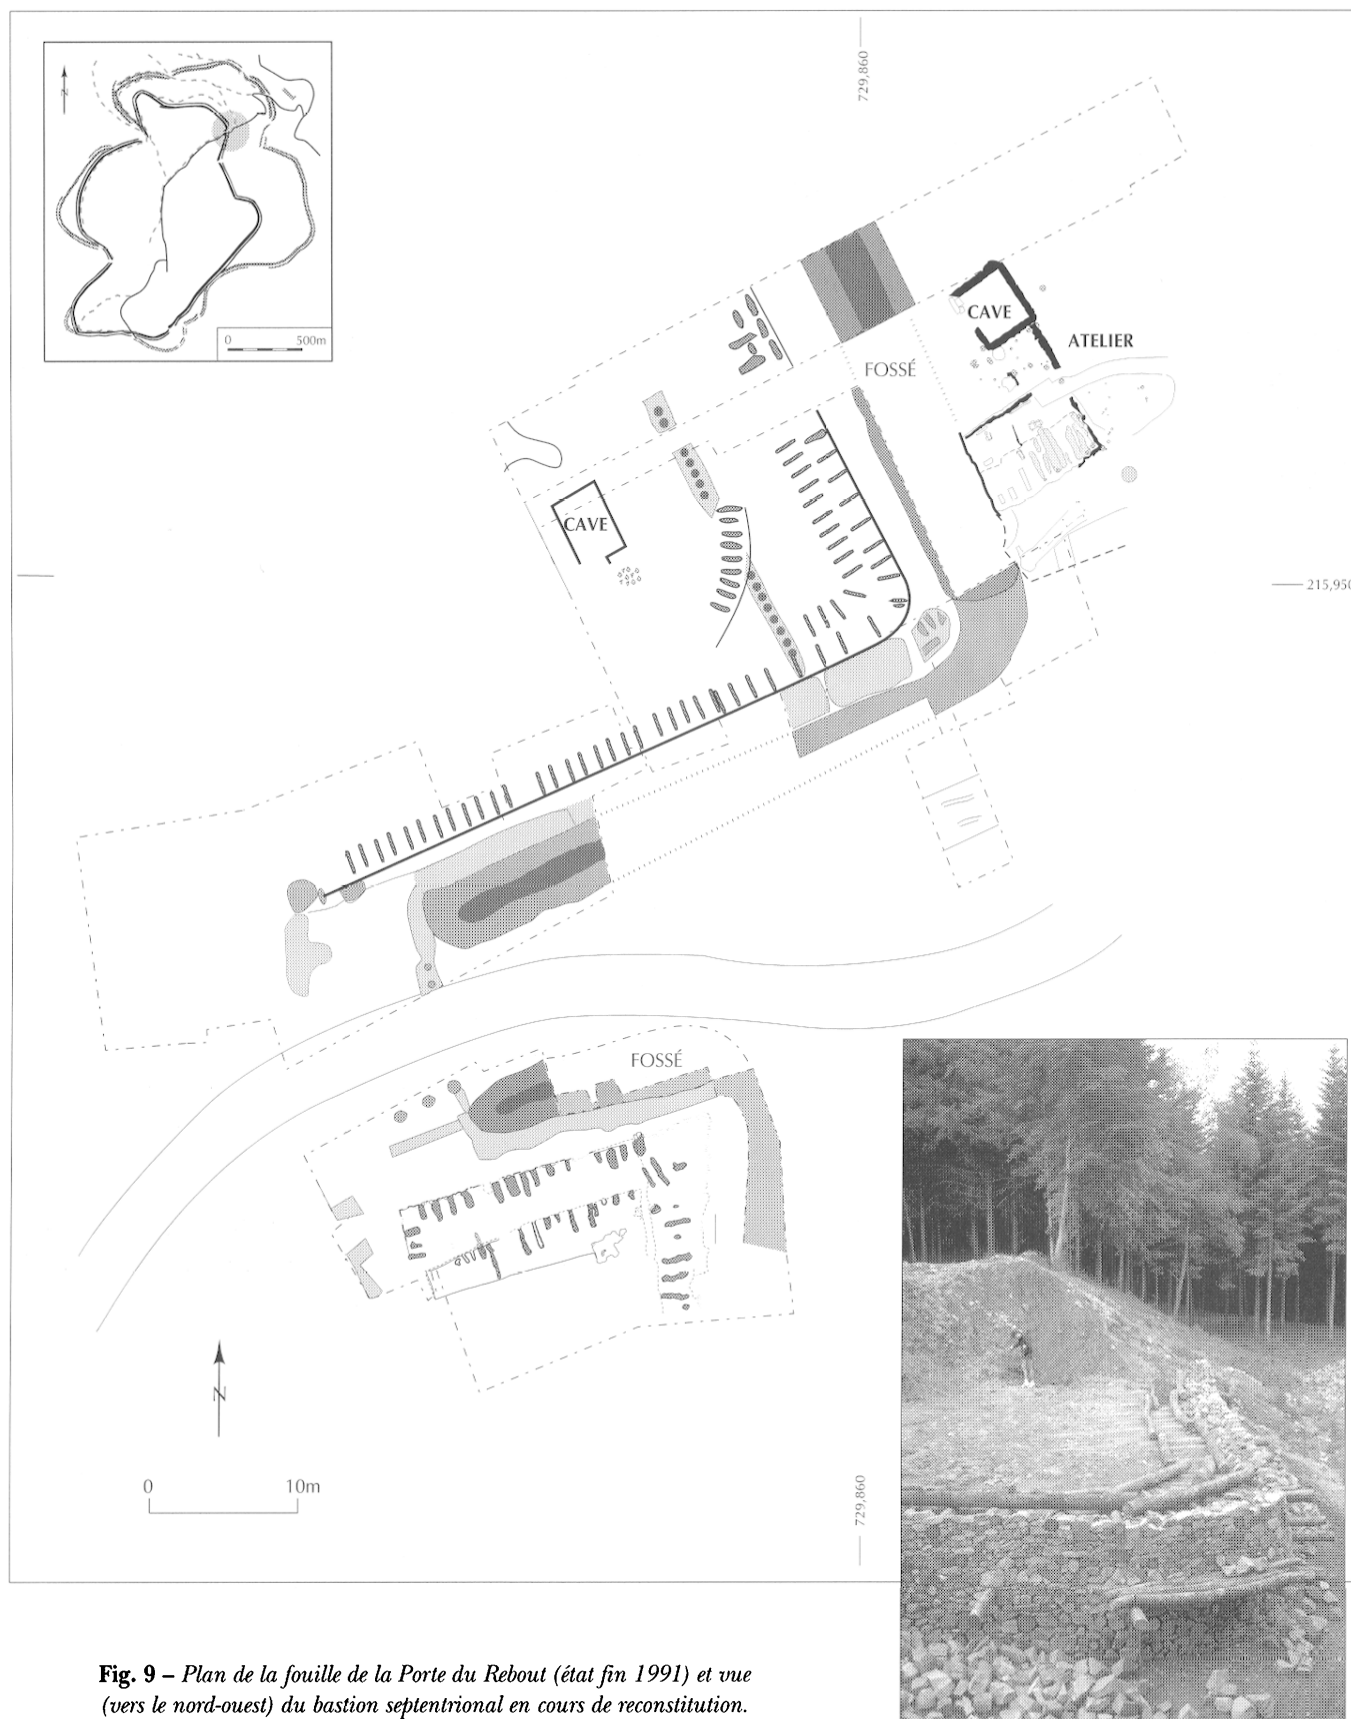 N
0 500m
729,860
CAVE
ATELIER
FOSSÉ
CAVE
215,950
FOSSÉ
N
0 10m
729,860
Fig. 9 – Plan de la fouille de la Porte du Rebout (état fin 1991) et vue
(vers le nord-ouest) du bastion septentrional en cours de reconstitution.